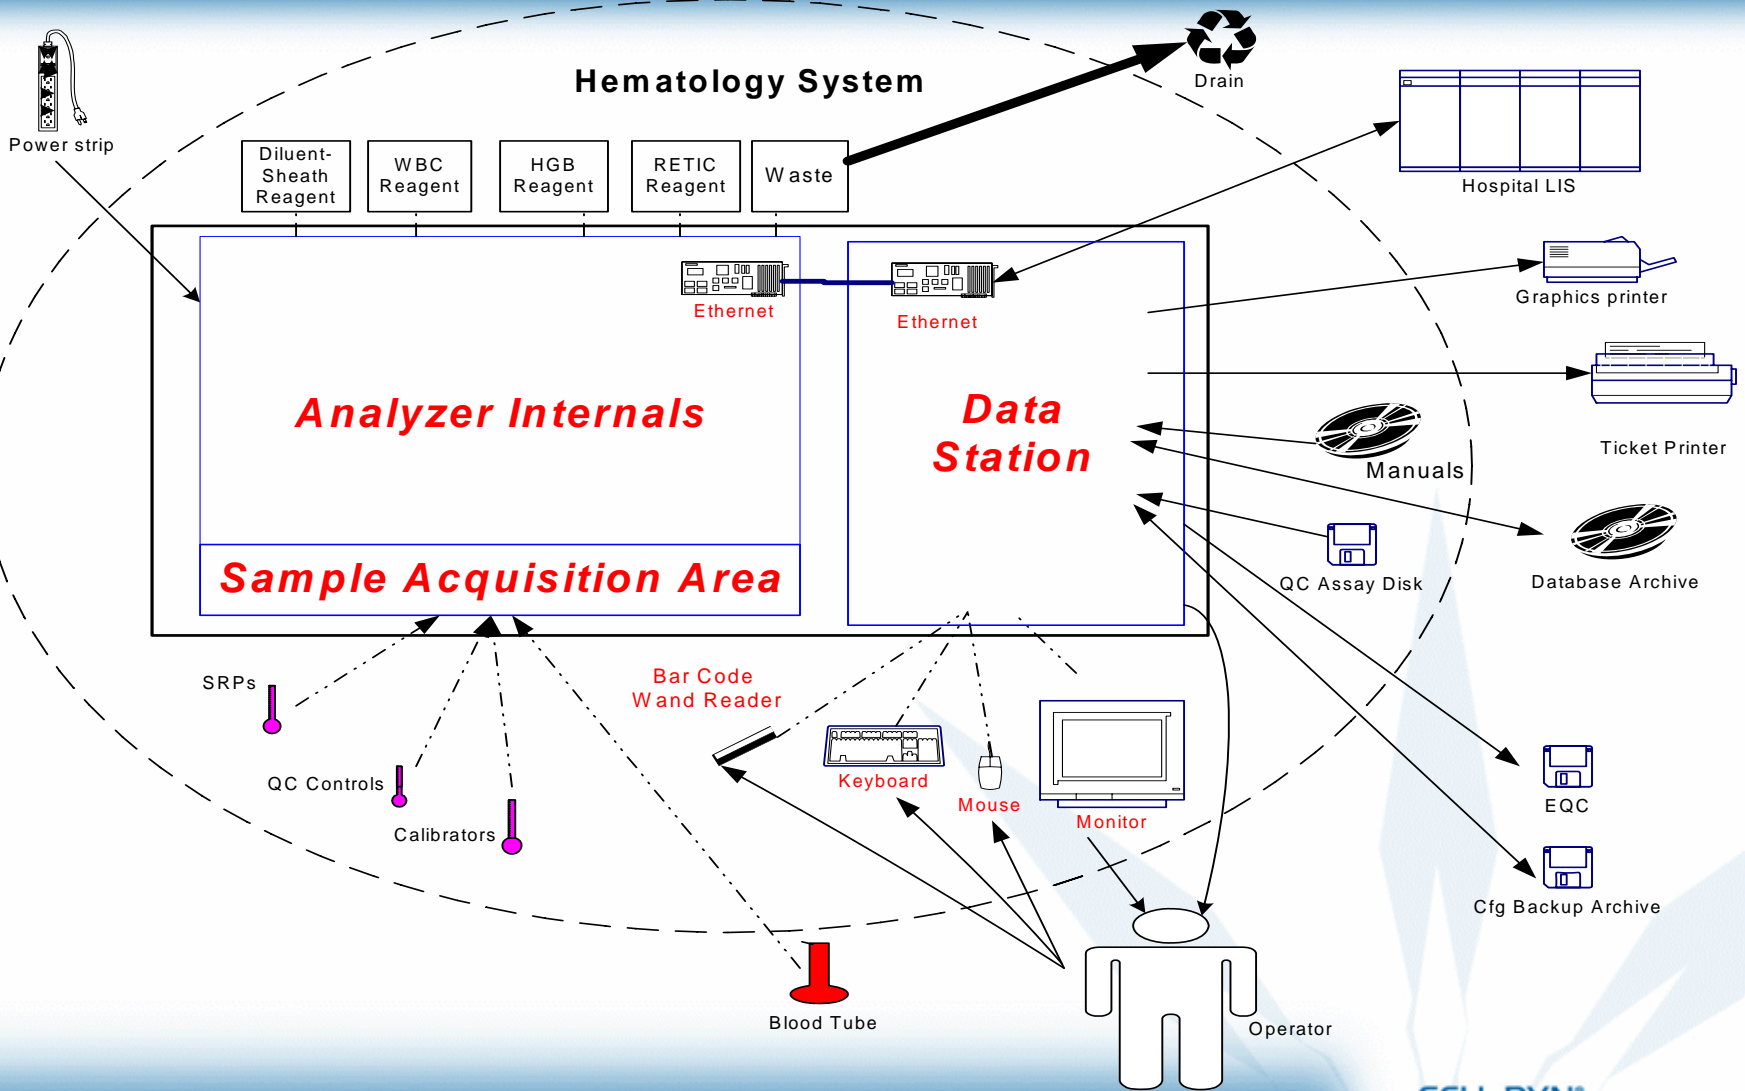 Hematology System
Drain
Power strip
Diluent-
Sheath
Reagent
WBC
Reagent
HGB
Reagent
RETIC
Reagent
Waste
Hospital LIS
Ethernet
Ethernet
Graphics printer
Analyzer Internals
Data
Station
Ticket Printer
Manuals
Sample Acquisition Area
QC Assay Disk
Database Archive
SRPs
Bar Code
Wand Reader
QC Controls
Keyboard
Mouse
Monitor
Calibrators
EQC
Cfg Backup Archive
Blood Tube
Operator